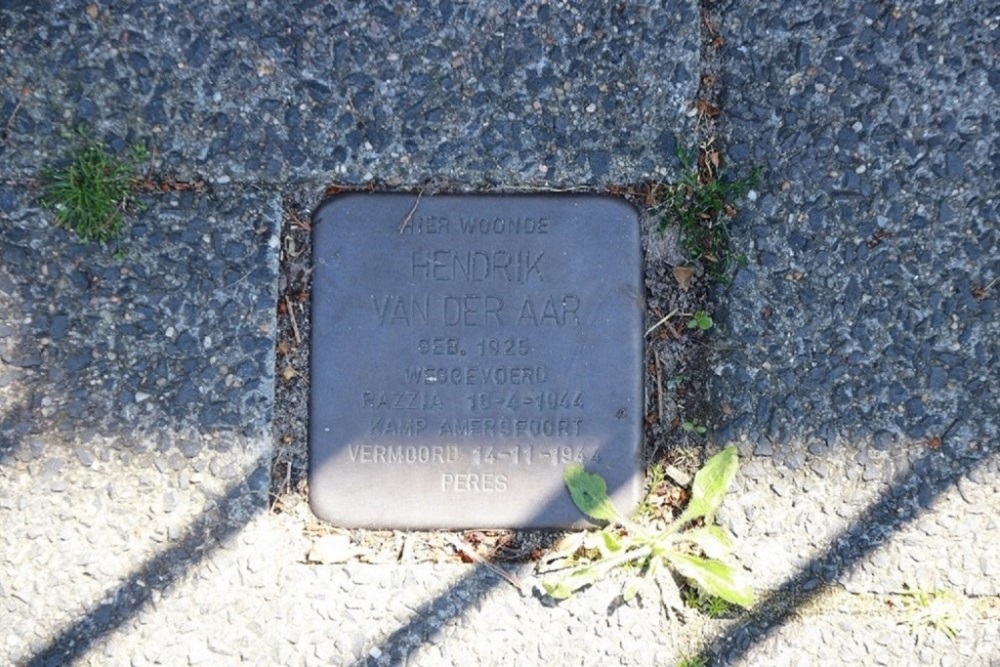 HIER WOONDE
HENDRIK
VAN DER AAR
GEB. 1925
WEGGEVOERD
RAZZIA 16-4-1944
KAMP AMERSFOORT
VERMOORD 14-11-1944
PERES